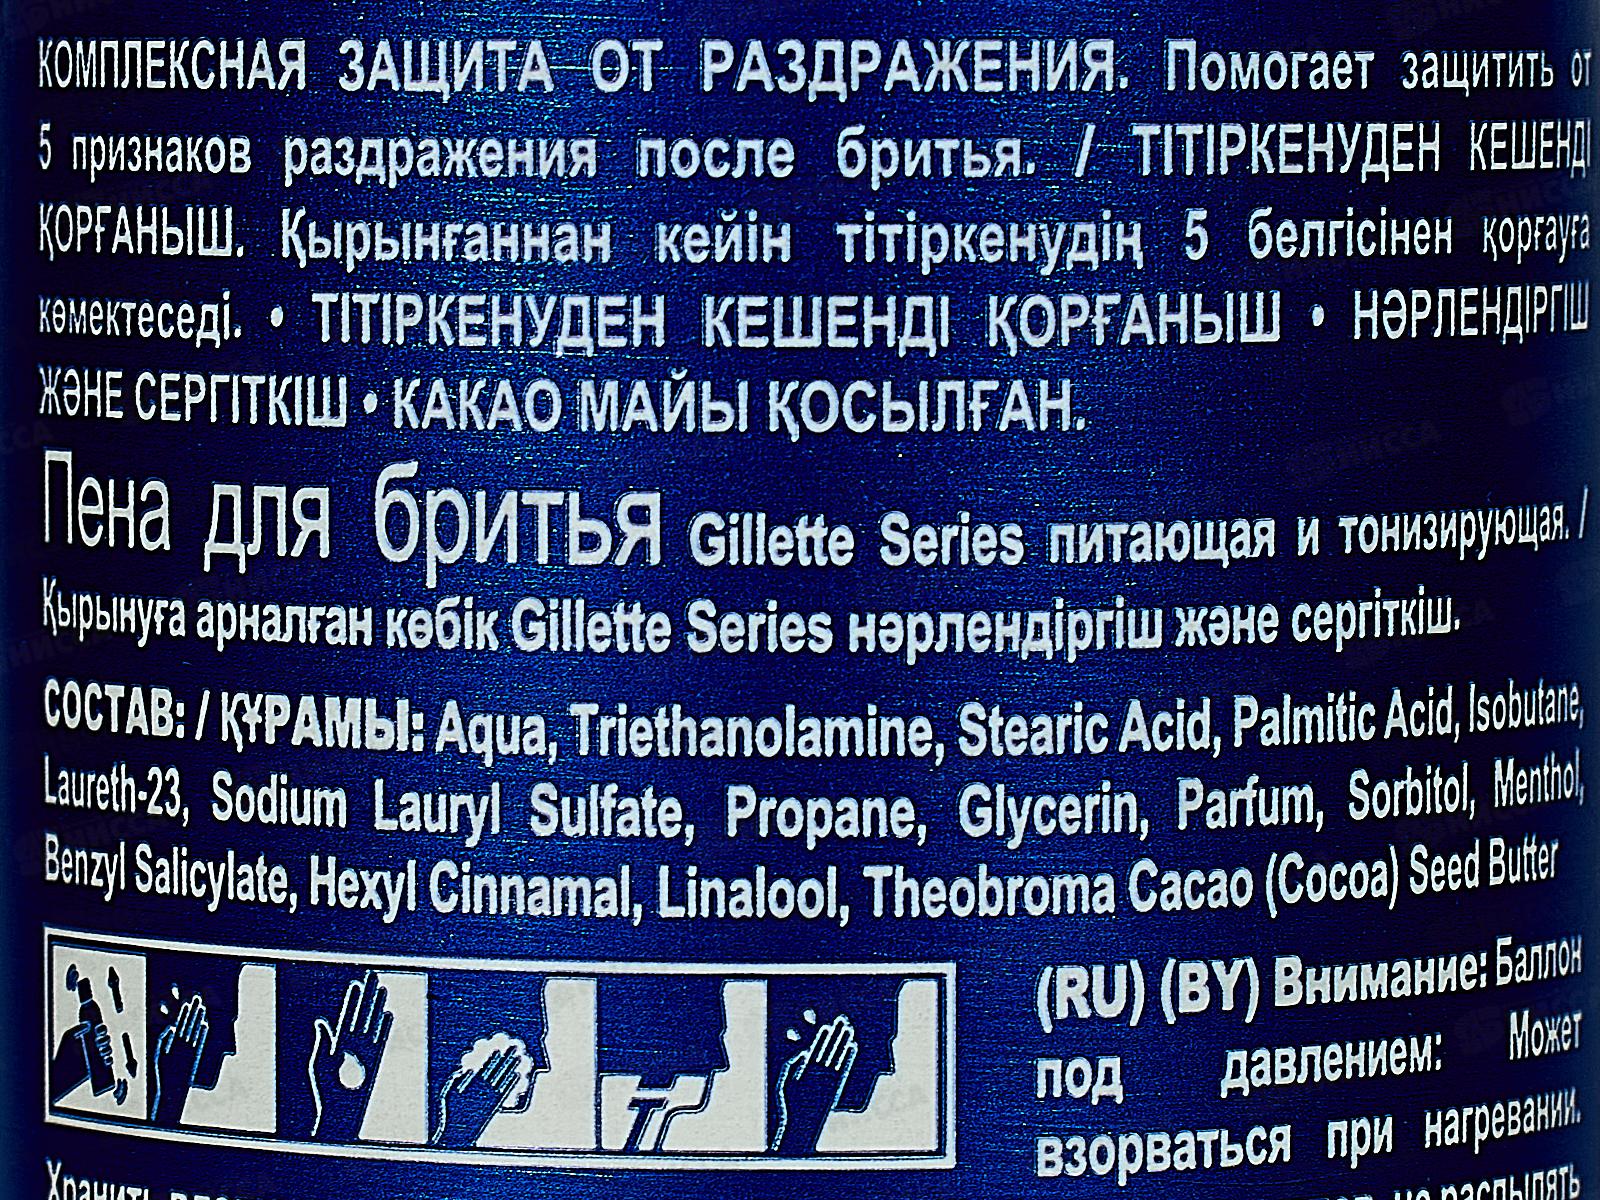 КОМПЛЕКСНАЯ ЗАЩИТА ОТ РАЗДРАЖЕНИЯ. Помогает защитить от
5 признаков раздражения после бритья. / ТІТІРКЕНУДЕН КЕШЕНДІ
ҚОРҒАНЫШ. Қырынғаннан кейін тітіркенудің 5 белгісінен қорғауға
көмектеседі. • ТІТІРКЕНУДЕН КЕШЕНДІ ҚОРҒАНЫШ • НӘРЛЕНДІРГІШ
ЖӘНЕ СЕРГІТКІШ • КАКАО МАЙЫ ҚОСЫЛҒАН.
Пена для бритья Gillette Series питающая и тонизирующая. /
Қырынуға арналған көбік Gillette Series нәрлендіргіш және сергіткіш.
СОСТАВ: / ҚҰРАМЫ: Aqua, Triethanolamine, Stearic Acid, Palmitic Acid, Isobutane,
Laureth-23, Sodium Lauryl Sulfate, Propane, Glycerin, Parfum, Sorbitol, Menthol,
Benzyl Salicylate, Hexyl Cinnamal, Linalool, Theobroma Cacao (Cocoa) Seed Butter
(RU) (BY) Внимание: Баллон
под давлением: Может
взорваться при нагревании.
Хранить
не распылять